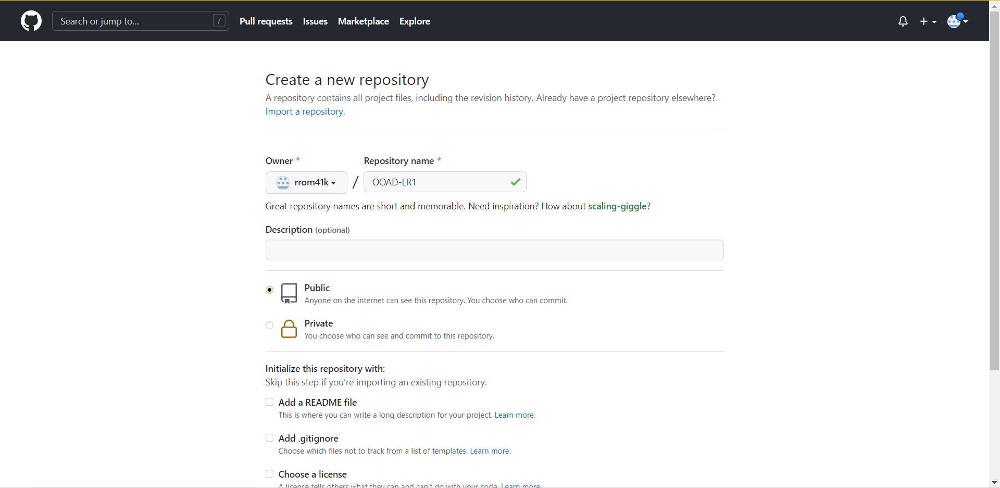 Search or jump to... /
Pull requests Issues Marketplace Explore
Create a new repository
A repository contains all project files, including the revision history. Already have a project repository elsewhere?
Import a repository.
Owner * Repository name *
rrom41k / OOAD-LR1
Great repository names are short and memorable. Need inspiration? How about scaling-giggle?
Description (optional)
Public
Anyone on the internet can see this repository. You choose who can commit.
Private
You choose who can see and commit to this repository.
Initialize this repository with:
Skip this step if you’re importing an existing repository.
Add a README file
This is where you can write a long description for your project. Learn more.
Add .gitignore
Choose which files not to track from a list of templates. Learn more.
Choose a license
A license tells others what they can and can't do with your code. Learn more.